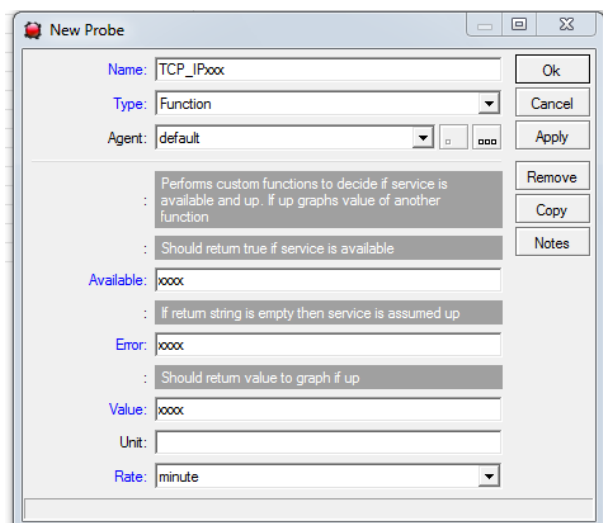 New Probe
Name: TCP_IPxxx
Ok
Type: Function
Cancel
Agent: default
Apply
: Performs custom functions to decide if service is
available and up. If up graphs value of another
function
Remove
Copy
: Should return true if service is available
Notes
Available: xxxx
: If return string is empty then service is assumed up
Error: xxxx
: Should return value to graph if up
Value: xxxx
Unit:
Rate: minute